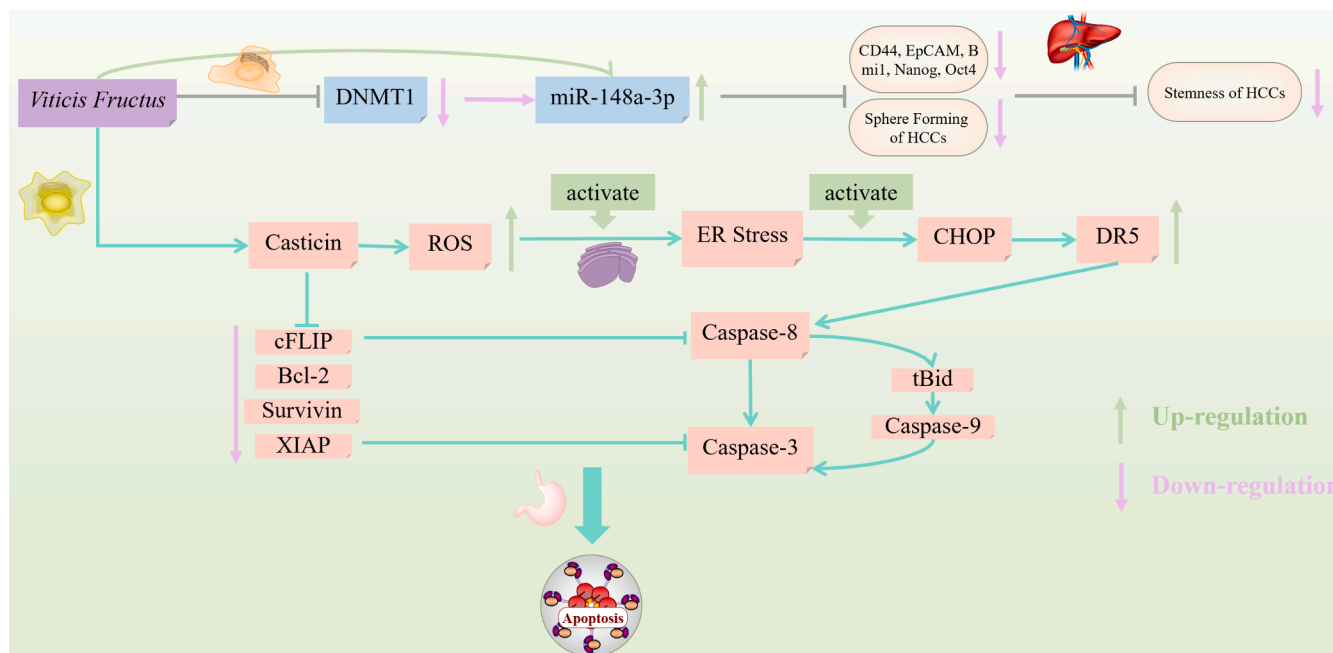 CD44, EpCAM, B
mi1, Nanog, Oct4
Viticis Fructus
DNMT1
miR-148a-3p
Sphere Forming
of HCCs
Stemness of HCCs
activate
activate
Casticin
ROS
ER Stress
CHOP
DR5
cFLIP
Caspase-8
Bcl-2
tBid
Survivin
Caspase-9
XIAP
Caspase-3
Up-regulation
Down-regulation
Apoptosis